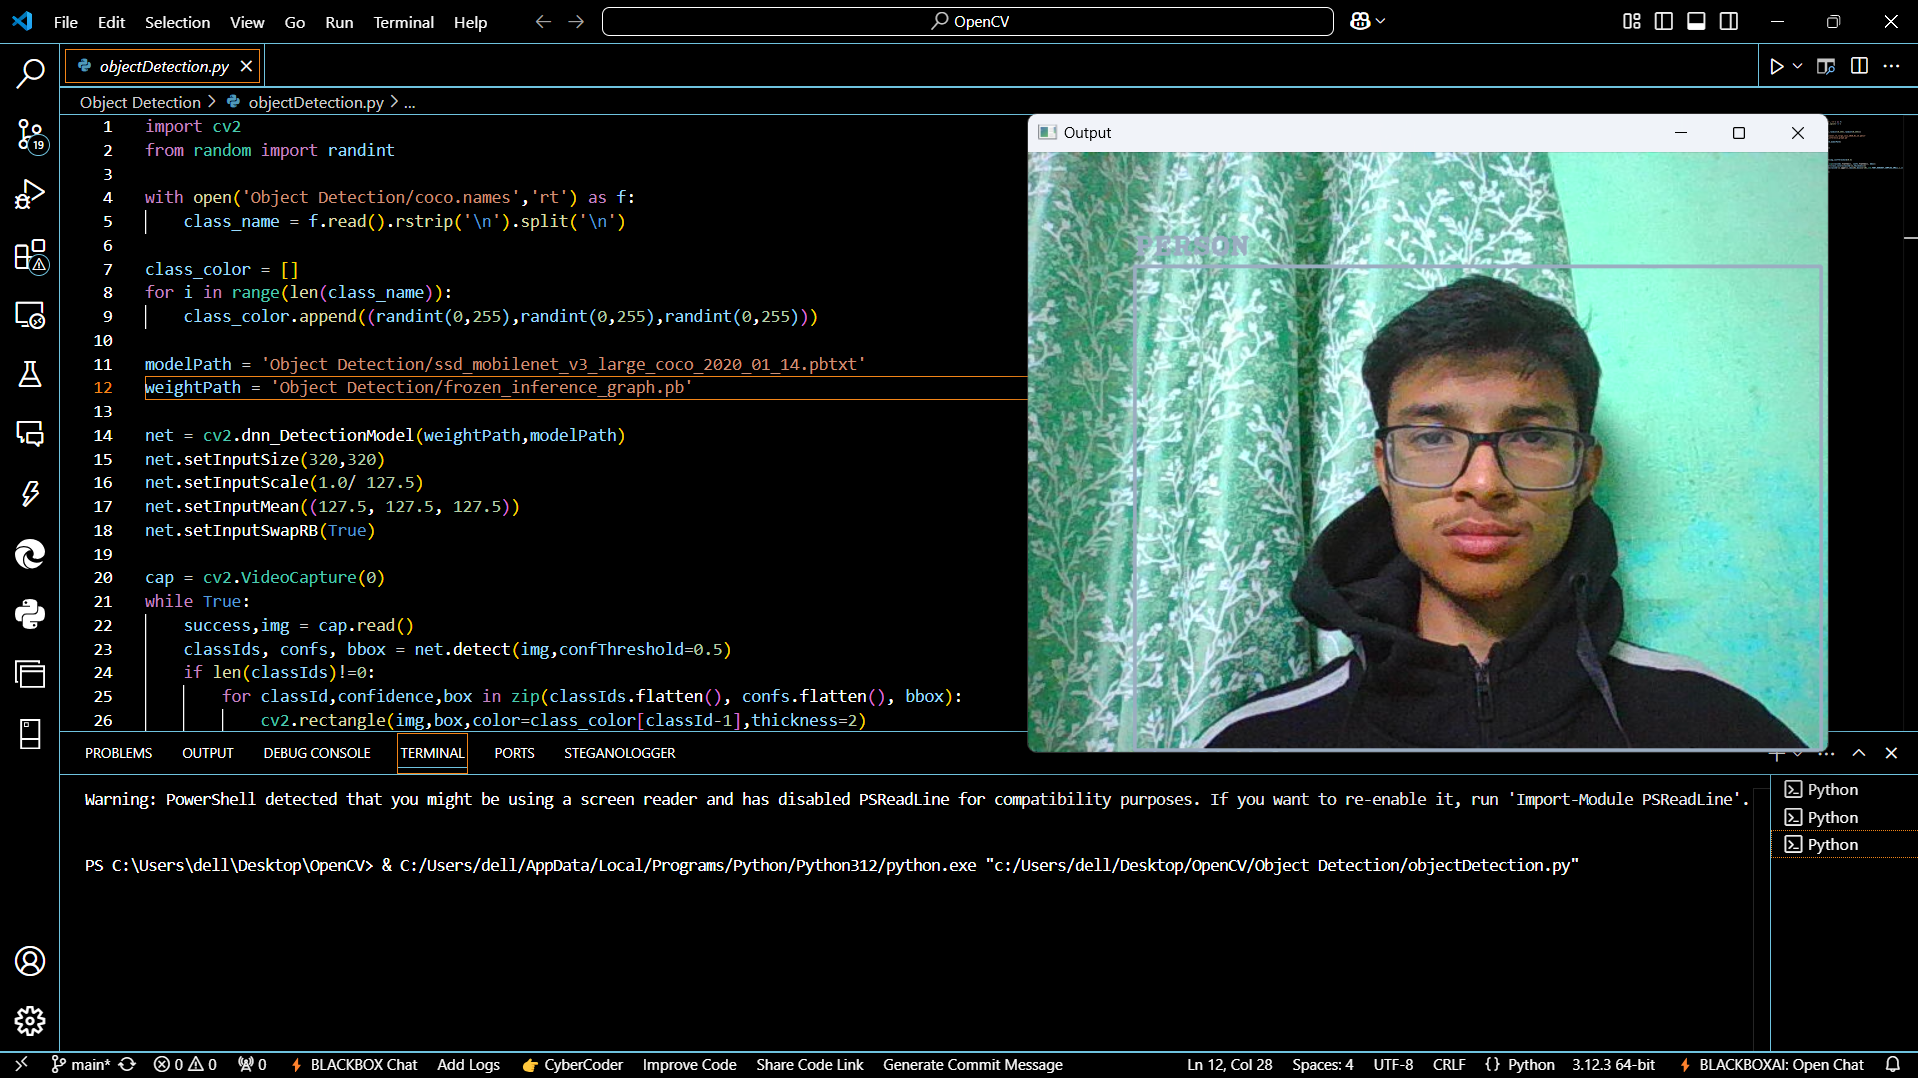 File Edit Selection View Go Run Terminal Help
OpenCV
objectDetection.py
Object Detection > objectDetection.py > ...
1 import cv2
2 from random import randint
3
4 with open('Object Detection/coco.names','rt') as f:
5 class_name = f.read().rstrip('\n').split('\n')
6
7 class_color = []
8 for i in range(len(class_name)):
9 class_color.append((randint(0,255),randint(0,255),randint(0,255)))
10
11 modelPath = 'Object Detection/ssd_mobilenet_v3_large_coco_2020_01_14.pbtxt'
12 weightPath = 'Object Detection/frozen_inference_graph.pb'
13
14 net = cv2.dnn_DetectionModel(weightPath,modelPath)
15 net.setInputSize(320,320)
16 net.setInputScale(1.0/ 127.5)
17 net.setInputMean((127.5, 127.5, 127.5))
18 net.setInputSwapRB(True)
19
20 cap = cv2.VideoCapture(0)
21 while True:
22 success,img = cap.read()
23 classIds, confs, bbox = net.detect(img,confThreshold=0.5)
24 if len(classIds)!=0:
25 for classId,confidence,box in zip(classIds.flatten(), confs.flatten(), bbox):
26 cv2.rectangle(img,box,color=class_color[classId-1],thickness=2)
Output
PERSON
19
PROBLEMS OUTPUT DEBUG CONSOLE TERMINAL PORTS STEGANOLOGGER
Warning: PowerShell detected that you might be using a screen reader and has disabled PSReadLine for compatibility purposes. If you want to re-enable it, run 'Import-Module PSReadLine'.
PS C:\Users\dell\Desktop\OpenCV> & C:/Users/dell/AppData/Local/Programs/Python/Python312/python.exe "c:/Users/dell/Desktop/OpenCV/Object Detection/objectDetection.py"
Python
Python
Python
main* 0 0 0 BLACKBOX Chat Add Logs CyberCoder Improve Code Share Code Link Generate Commit Message Ln 12, Col 28 Spaces: 4 UTF-8 CRLF {} Python 3.12.3 64-bit BLACKBOXAI: Open Chat